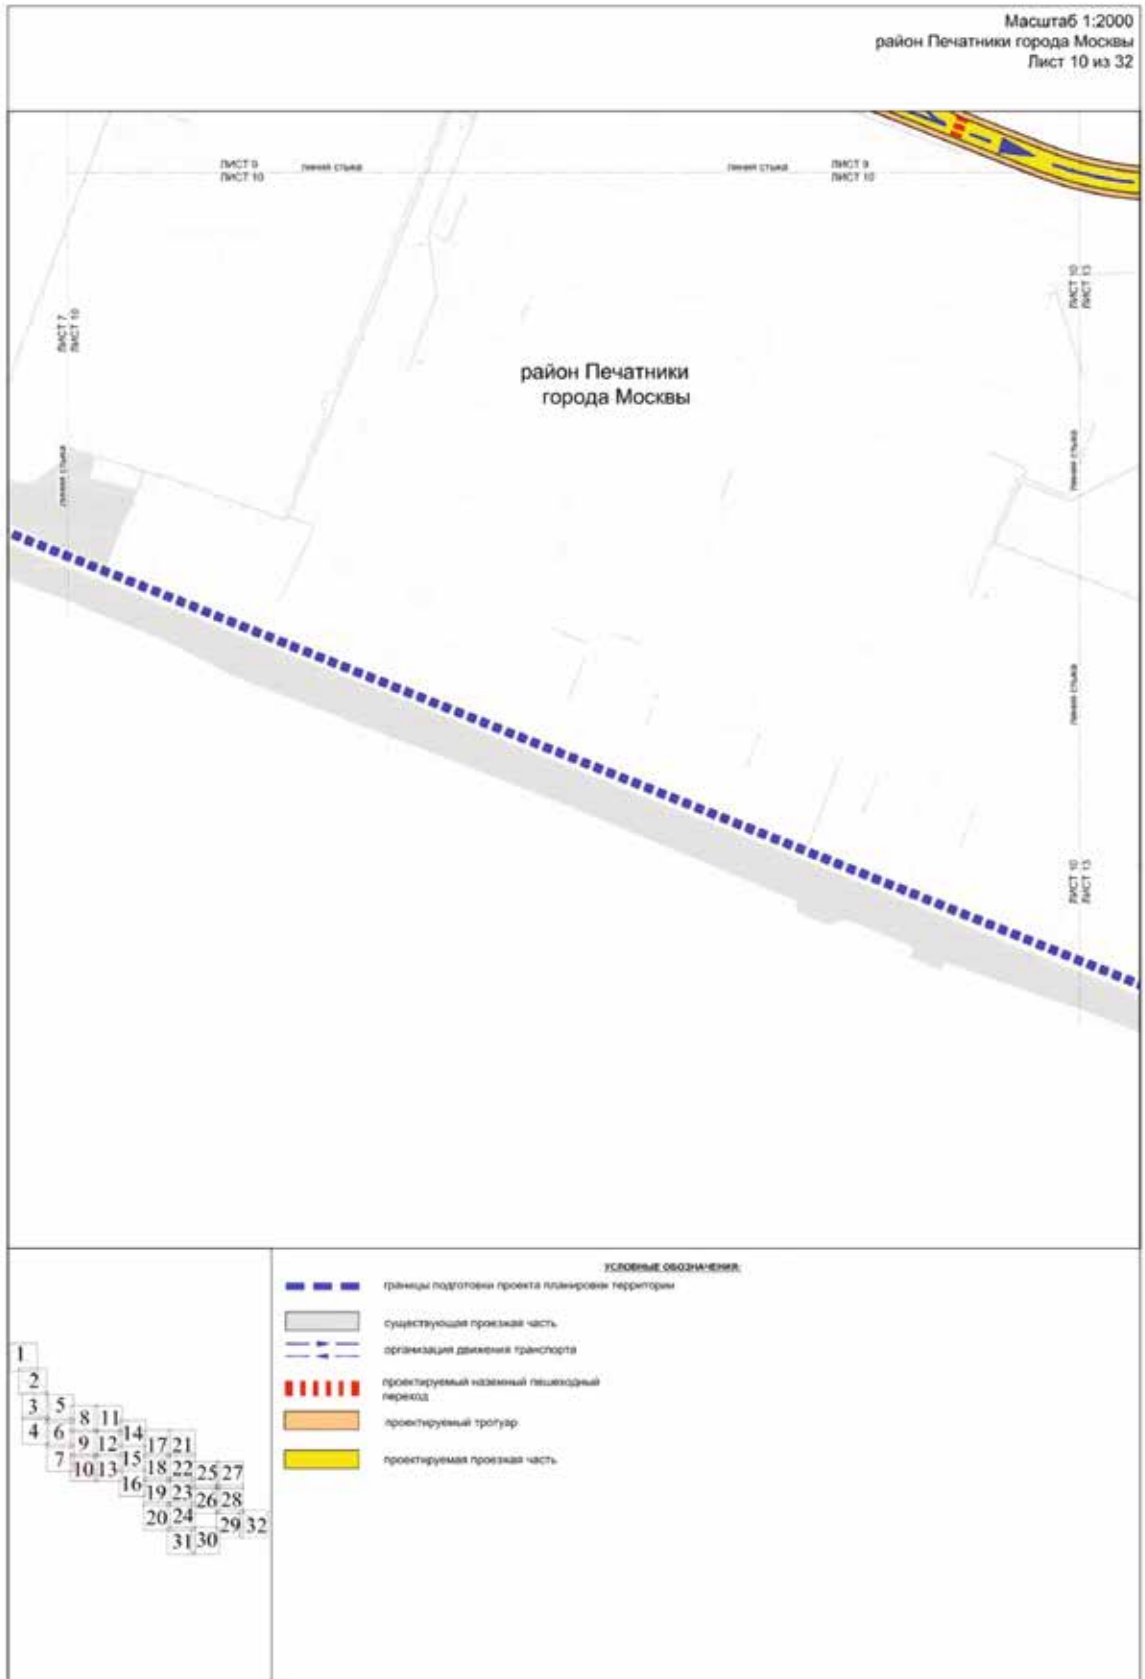 Масштаб 1:2000
район Печатники города Москвы
Лист 10 из 32
ЛИСТ 9
ЛИСТ 10
линия стыка
линия стыка
ЛИСТ 9
ЛИСТ 10
ЛИСТ 7
ЛИСТ 10
ЛИСТ 10
ЛИСТ 13
район Печатники
города Москвы
линия стыка
линия стыка
линия стыка
ЛИСТ 10
ЛИСТ 13
УСЛОВНЫЕ ОБОЗНАЧЕНИЯ:
границы подготовки проекта планировки территории
существующая проезжая часть
организация движения транспорта
проектируемый наземный пешеходный
переход
проектируемый тротуар
проектируемая проезжая часть
1
2
3 5
8 11
4 6
14
9 12
17 21
7
15
10 13
18 22
25 27
16
19 23
26 28
20 24
29 32
31 30